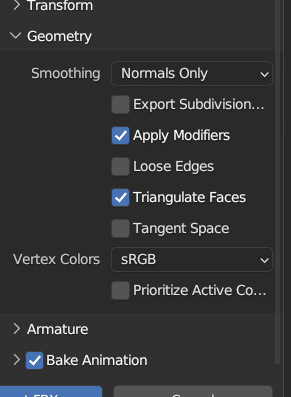 Transform
Geometry
Smoothing Normals Only
Export Subdivision...
Apply Modifiers
Loose Edges
Triangulate Faces
Tangent Space
Vertex Colors sRGB
Prioritize Active Co...
Armature
Bake Animation